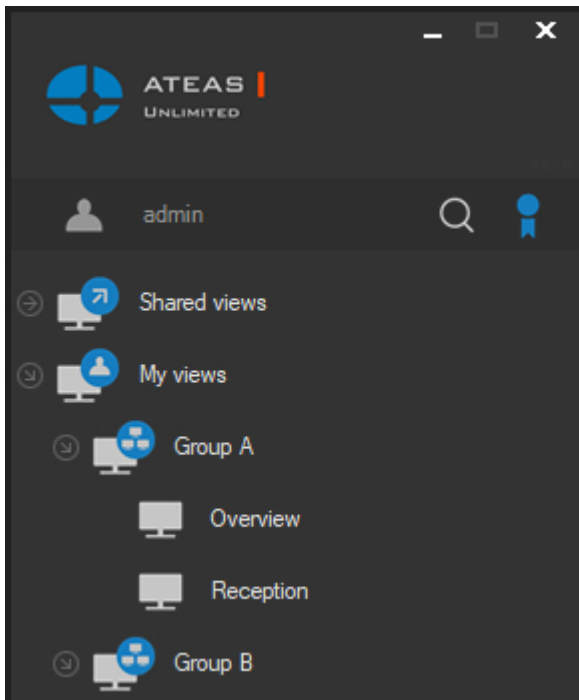 ATEAS
UNLIMITED
admin
Shared views
My views
Group A
Overview
Reception
Group B